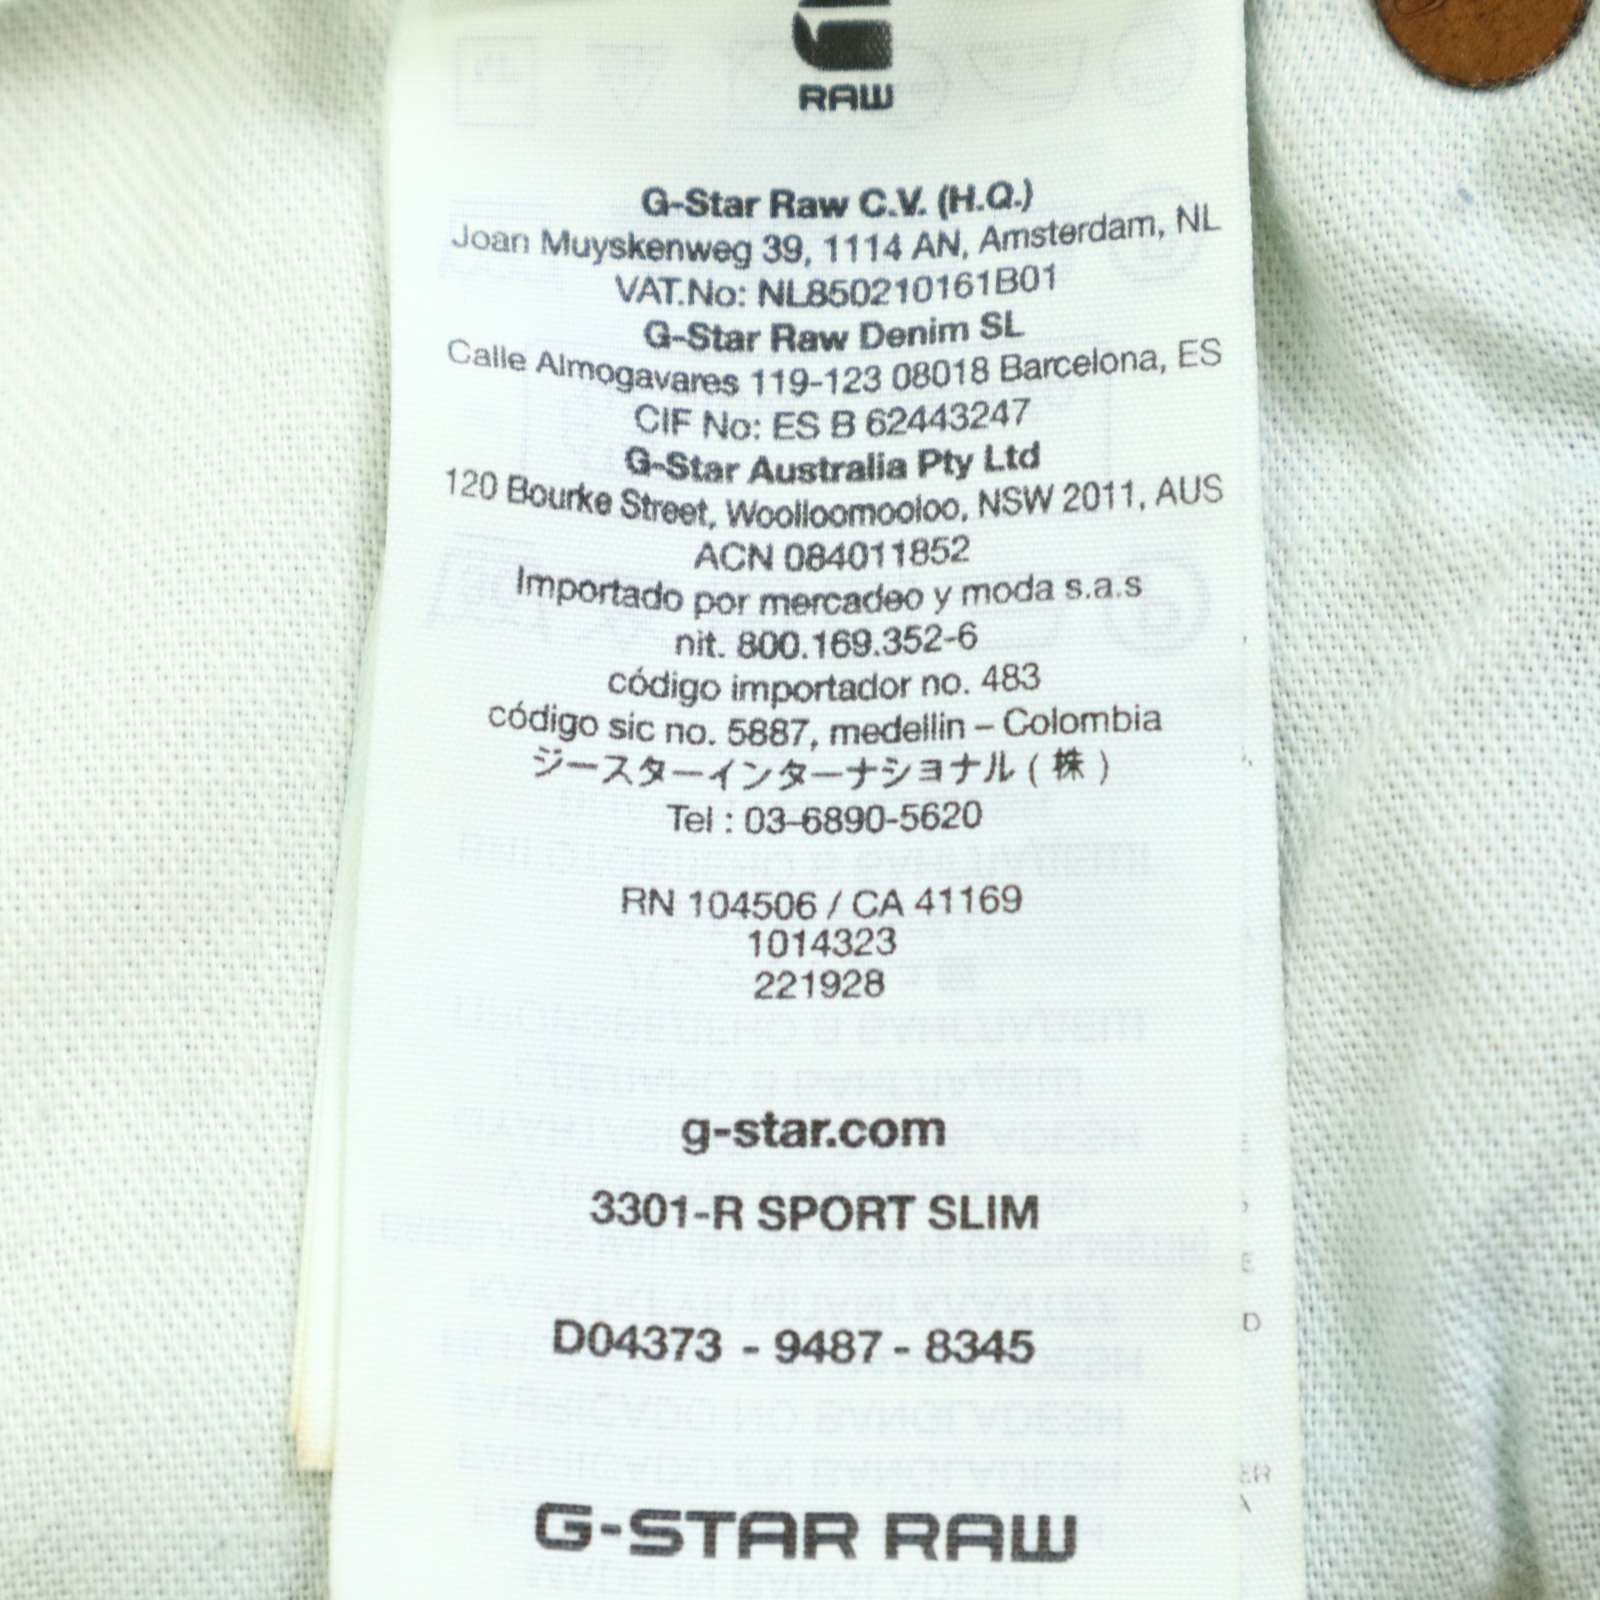 RAW
G-Star Raw C.V. (H.Q.)
Joan Muyskenweg 39, 1114 AN, Amsterdam, NL
VAT.No: NL850210161B01
G-Star Raw Denim SL
Calle Almogavares 119-123 08018 Barcelona, ES
CIF No: ES B 62443247
G-Star Australia Pty Ltd
120 Bourke Street, Woolloomooloo, NSW 2011, AUS
ACN 084011852
Importado por mercadeo y moda s.a.s
nit. 800.169.352-6
código importador no. 483
código sic no. 5887, medellin – Colombia
ジースターインターナショナル ( 株 )
Tel : 03-6890-5620
RN 104506 / CA 41169
1014323
221928
g-star.com
3301-R SPORT SLIM
D04373 - 9487 - 8345
G-STAR RAW